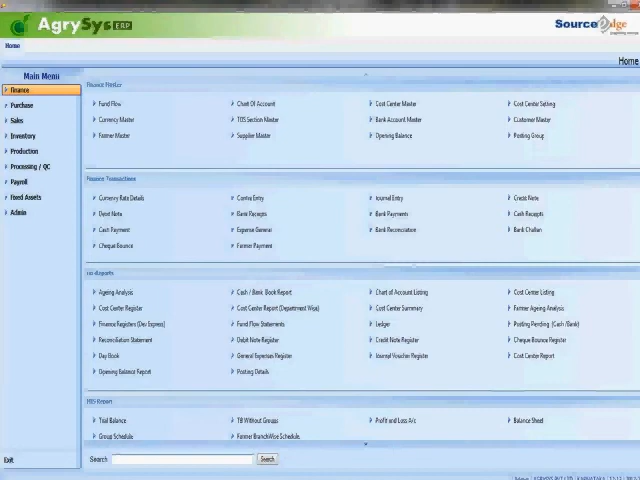 AgrySys ERP
SourceEdge
Home
Home
Main Menu
Finance
Purchase
Sales
Inventory
Production
Processing / QC
Payroll
Fixed Assets
Admin
Exit
Finance Master
Fund Flow Chart Of Account Cost Center Master Cost Center Setting
Currency Master TDS Section Master Bank Account Master Customer Master
Farmer Master Supplier Master Opening Balance Posting Group
Finance Transactions
Currency Rate Details Contra Entry Journal Entry Credit Note
Debit Note Bank Receipts Bank Payments Cash Receipts
Cash Payment Expense General Bank Reconciliation Bank Challan
Cheque Bounce Farmer Payment
Ageing Analysis Cash / Bank Book Report Chart of Account Listing Cost Center Listing
Cost Center Register Cost Center Report (Department Wise) Cost Center Summary Farmer Ageing Analysis
Finance Registers (Dev Express) Fund Flow Statements Ledger Posting Pending (Cash /Bank)
Reconcilation Statement Debit Note Register Credit Note Register Cheque Bounce Register
Day Book General Expenses Register Journal Voucher Register Cost Center Report
Opening Balance Report Posting Details
MIS Report
Trial Balance TB Without Groups Profit and Loss A/c Balance Sheet
Group Schedule Farmer BranchWise Schedule
Search Search